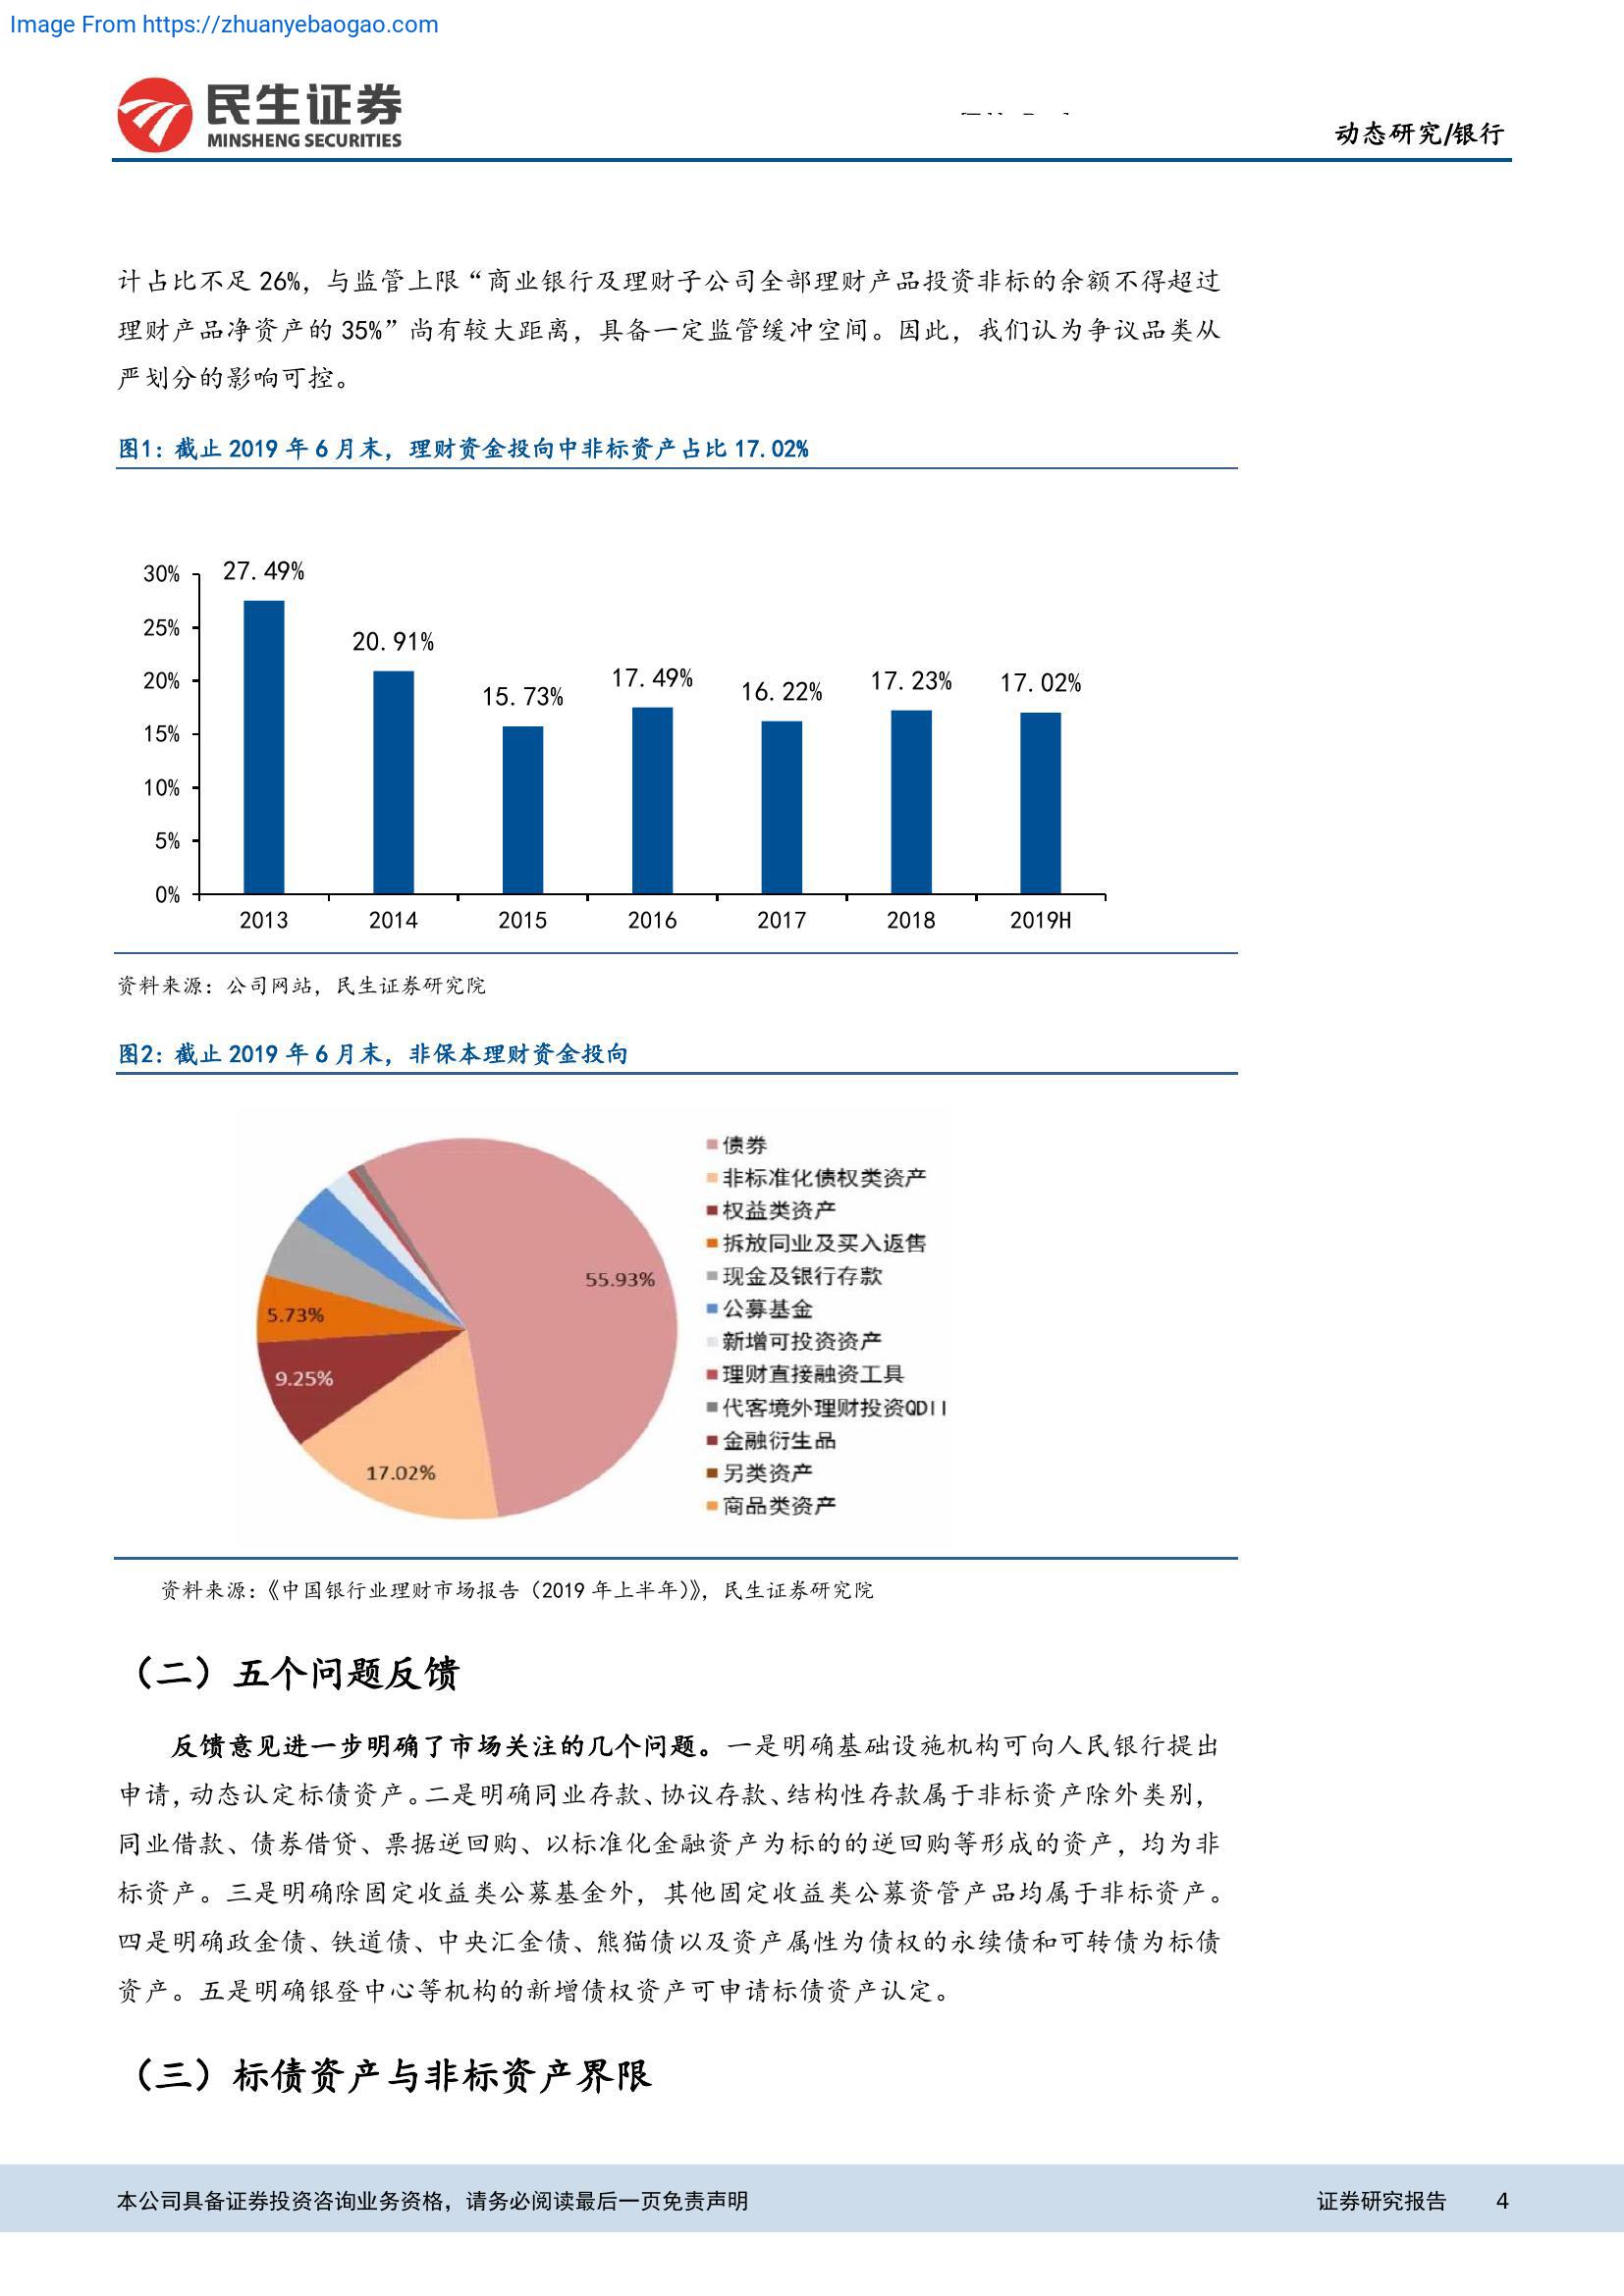 Image From https://zhuanyebaogao.com
民生证券
MINSHENG SECURITIES
动态研究/银行
计占比不足 26%，与监管上限“商业银行及理财子公司全部理财产品投资非标的余额不得超过
理财产品净资产的 35%”尚有较大距离，具备一定监管缓冲空间。因此，我们认为争议品类从
严划分的影响可控。
图1：截止 2019 年 6 月末，理财资金投向中非标资产占比 17.02%
30%
25%
20%
15%
10%
5%
0%
27.49%
20.91%
15.73%
17.49%
16.22%
17.23%
17.02%
2013
2014
2015
2016
2017
2018
2019H
资料来源：公司网站，民生证券研究院
图2：截止 2019 年 6 月末，非保本理财资金投向
55.93%
17.02%
9.25%
5.73%
债券
非标准化债权类资产
权益类资产
拆放同业及买入返售
现金及银行存款
公募基金
新增可投资资产
理财直接融资工具
代客境外理财投资QDII
金融衍生品
另类资产
商品类资产
资料来源：《中国银行业理财市场报告（2019 年上半年）》，民生证券研究院
（二）五个问题反馈
反馈意见进一步明确了市场关注的几个问题。一是明确基础设施机构可向人民银行提出
申请，动态认定标债资产。二是明确同业存款、协议存款、结构性存款属于非标资产除外类别，
同业借款、债券借贷、票据逆回购、以标准化金融资产为标的的逆回购等形成的资产，均为非
标资产。三是明确除固定收益类公募基金外，其他固定收益类公募资管产品均属于非标资产。
四是明确政金债、铁道债、中央汇金债、熊猫债以及资产属性为债权的永续债和可转债为标债
资产。五是明确银登中心等机构的新增债权资产可申请标债资产认定。
（三）标债资产与非标资产界限
本公司具备证券投资咨询业务资格，请务必阅读最后一页免责声明
证券研究报告 4